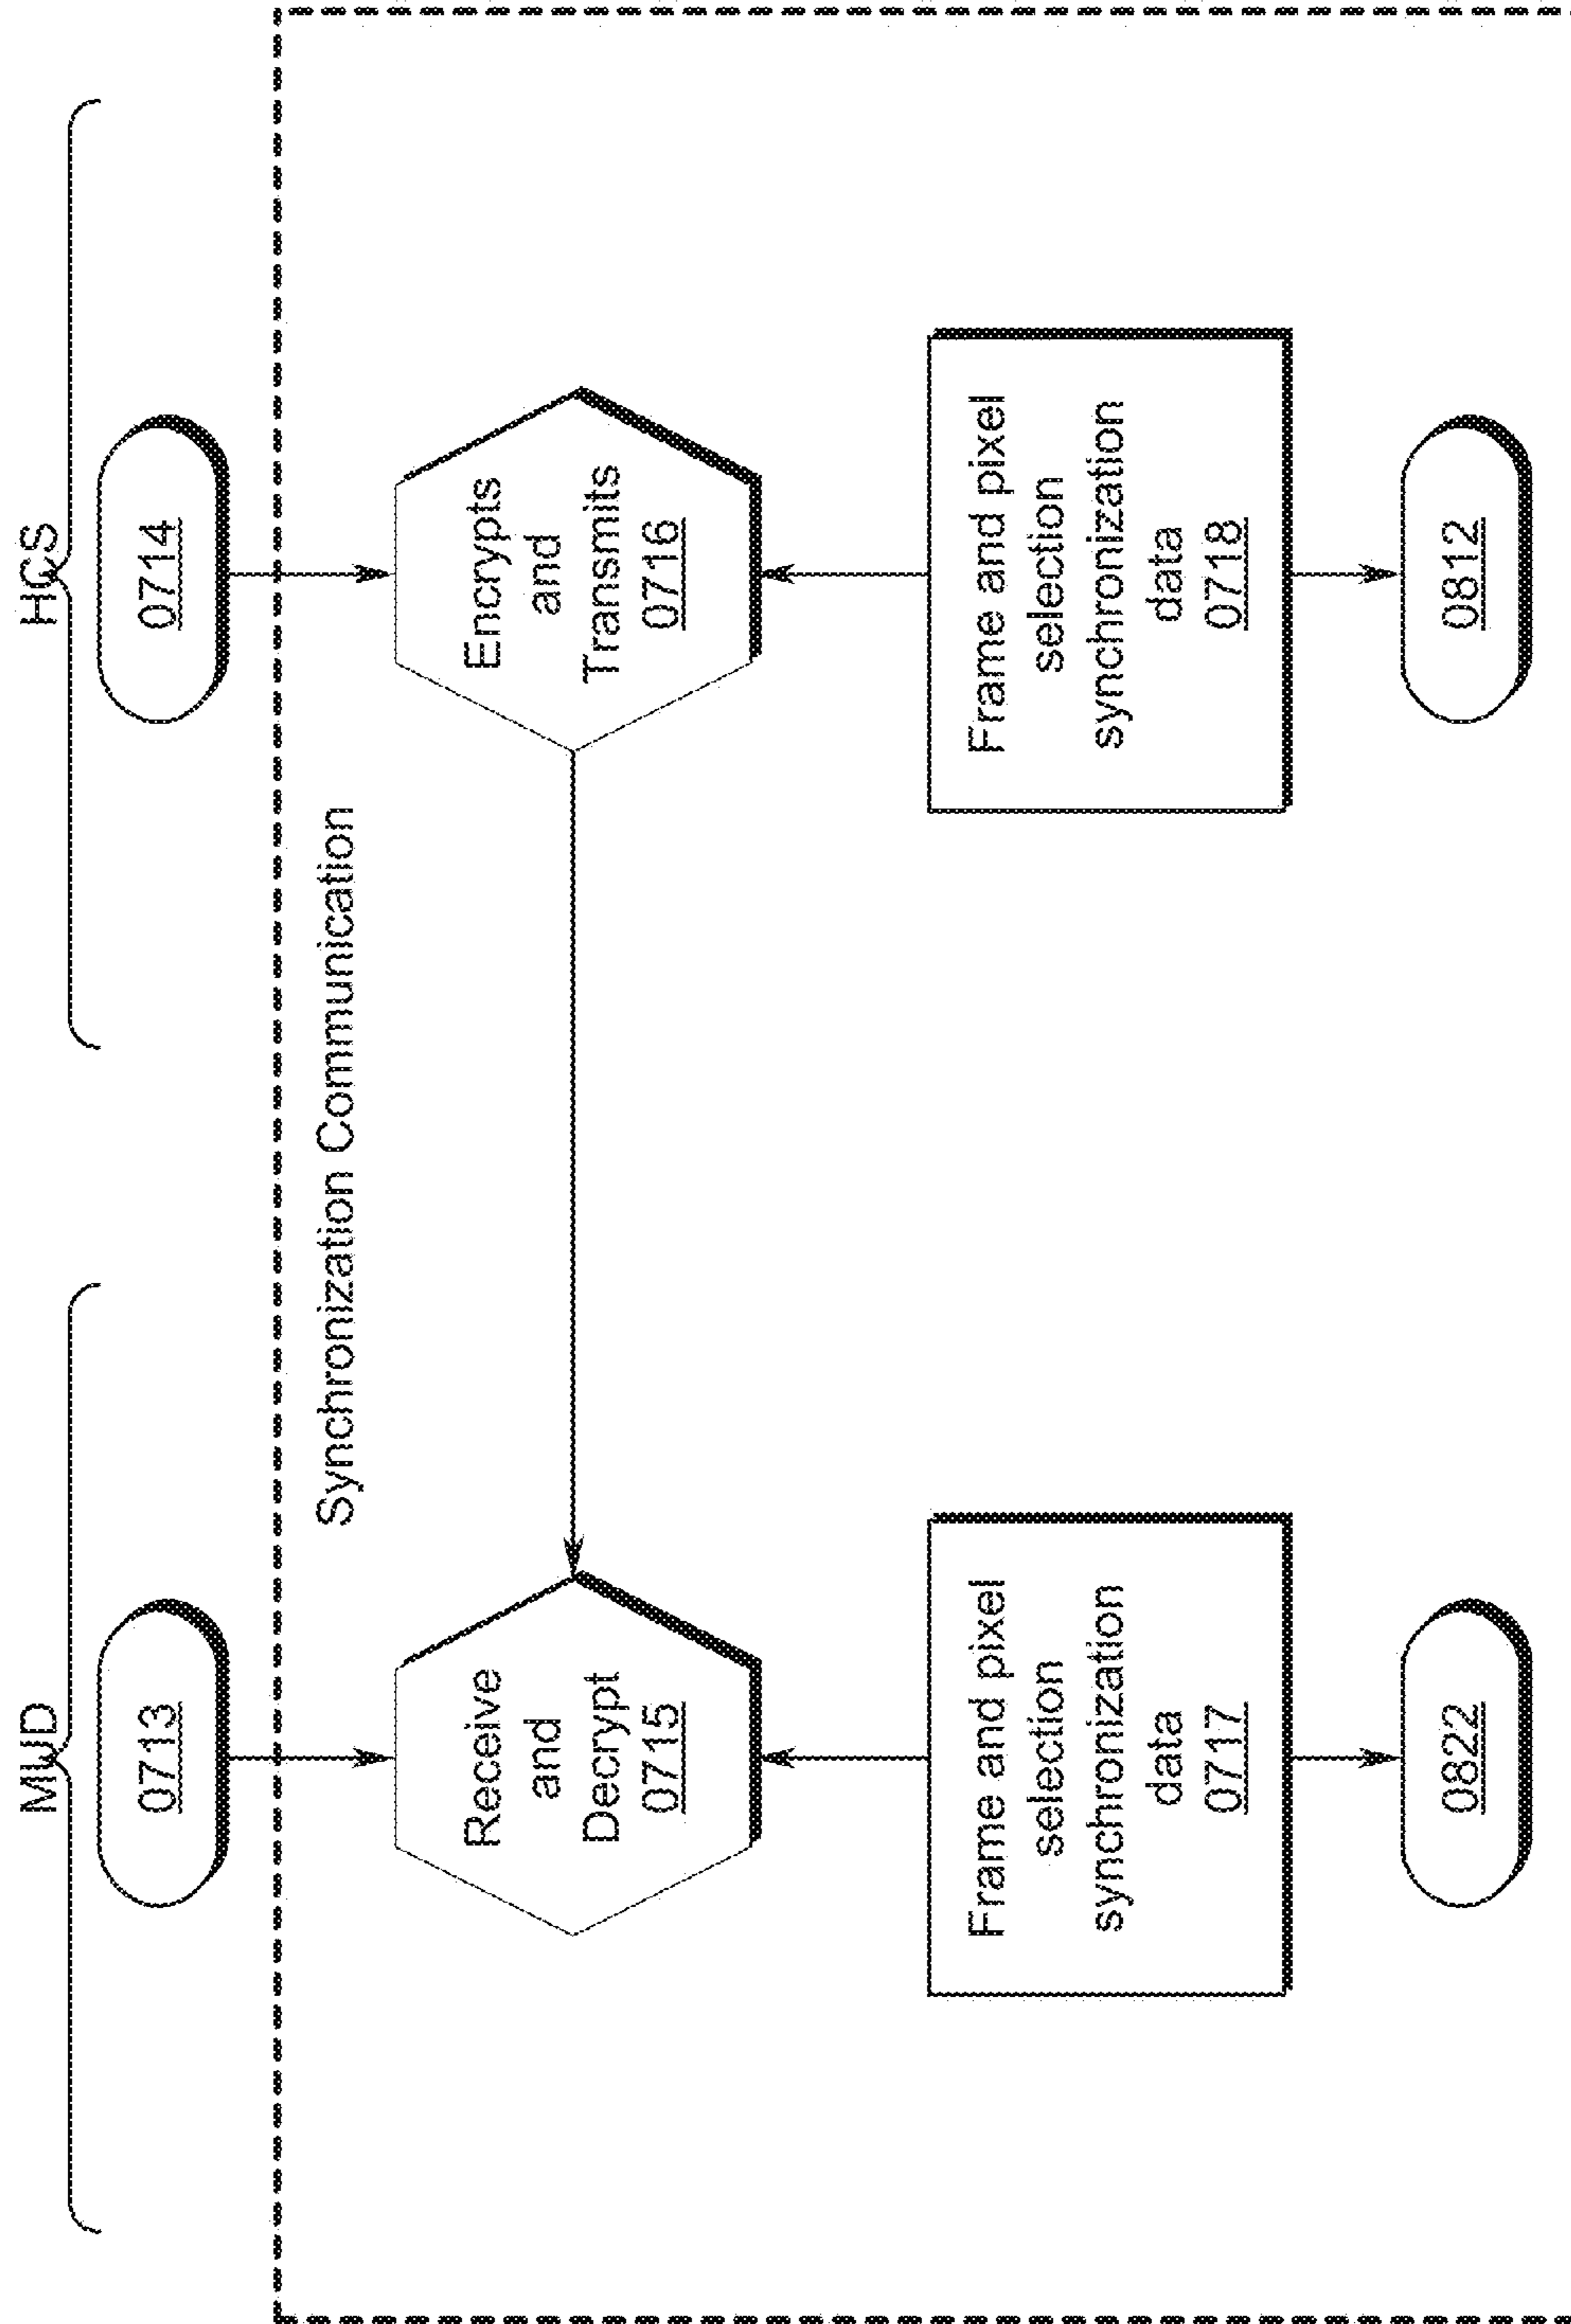 MWD
HCS
0713
0714
Synchronization Communication
Receive
and
Decrypt
0715
Encrypts
and
Transmits
0716
Frame and pixel
selection
synchronization
data
0717
Frame and pixel
selection
synchronization
data
0718
0822
0812